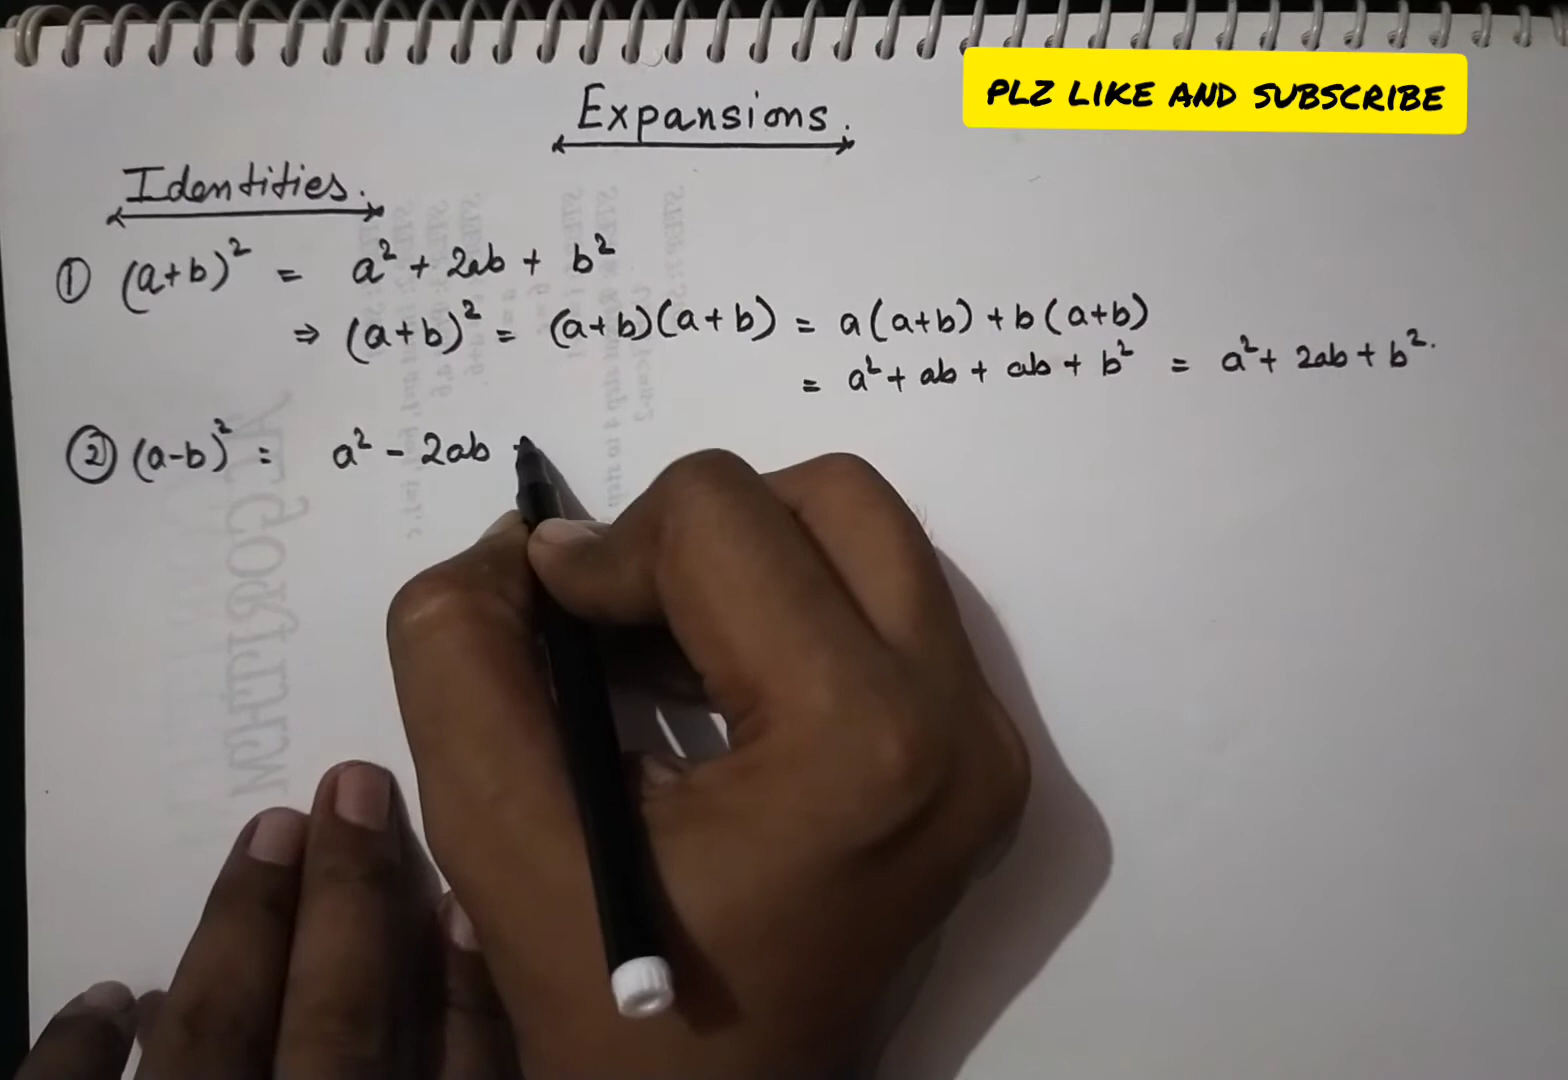 PLZ LIKE AND SUBSCRIBE
Expansions.
Identities.
① (a+b)² = a² + 2ab + b²
⇒ (a+b)² = (a+b)(a+b) = a(a+b) + b(a+b)
= a² + ab + ab + b² = a² + 2ab + b².
② (a-b)² = a² - 2ab +
ALGORITHM